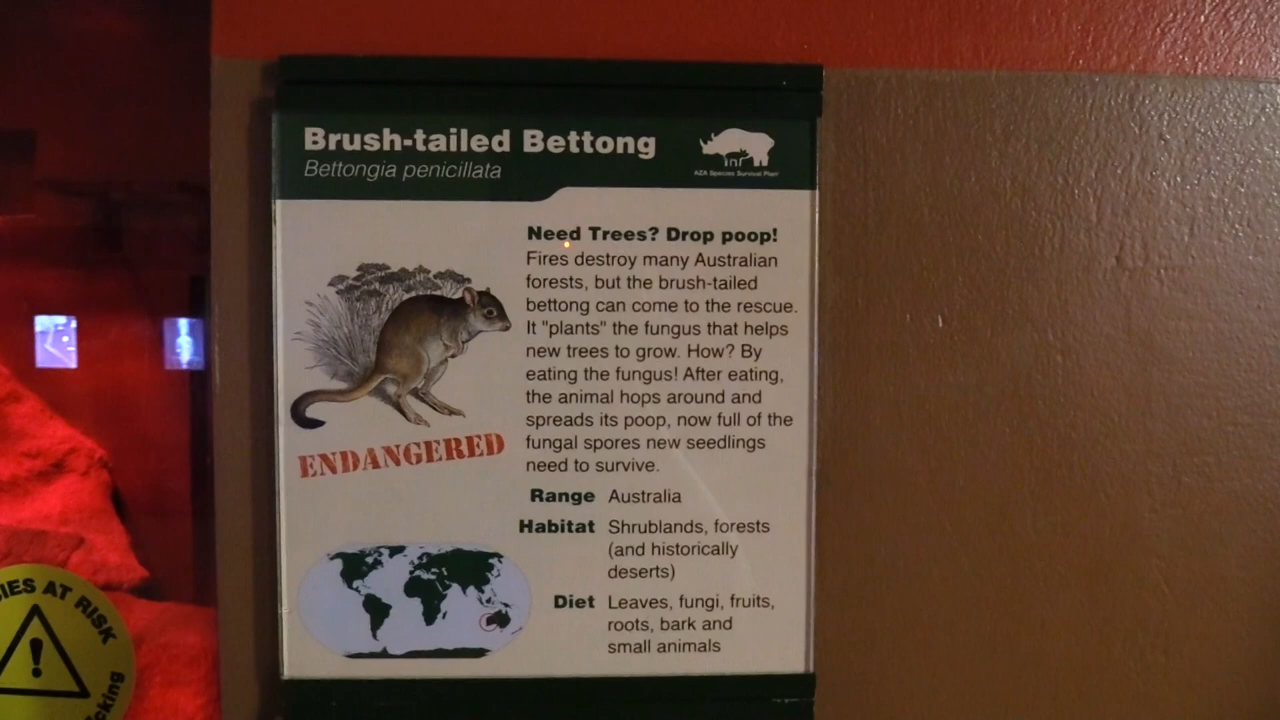 Brush-tailed Bettong
Bettongia penicillata
AZA Species Survival Plan®
Need Trees? Drop poop!
Fires destroy many Australian
forests, but the brush-tailed
bettong can come to the rescue.
It "plants" the fungus that helps
new trees to grow. How? By
eating the fungus! After eating,
the animal hops around and
spreads its poop, now full of the
fungal spores new seedlings
need to survive.
ENDANGERED
Range Australia
Habitat Shrublands, forests
(and historically
deserts)
Diet Leaves, fungi, fruits,
roots, bark and
small animals
IES AT RISK
cking